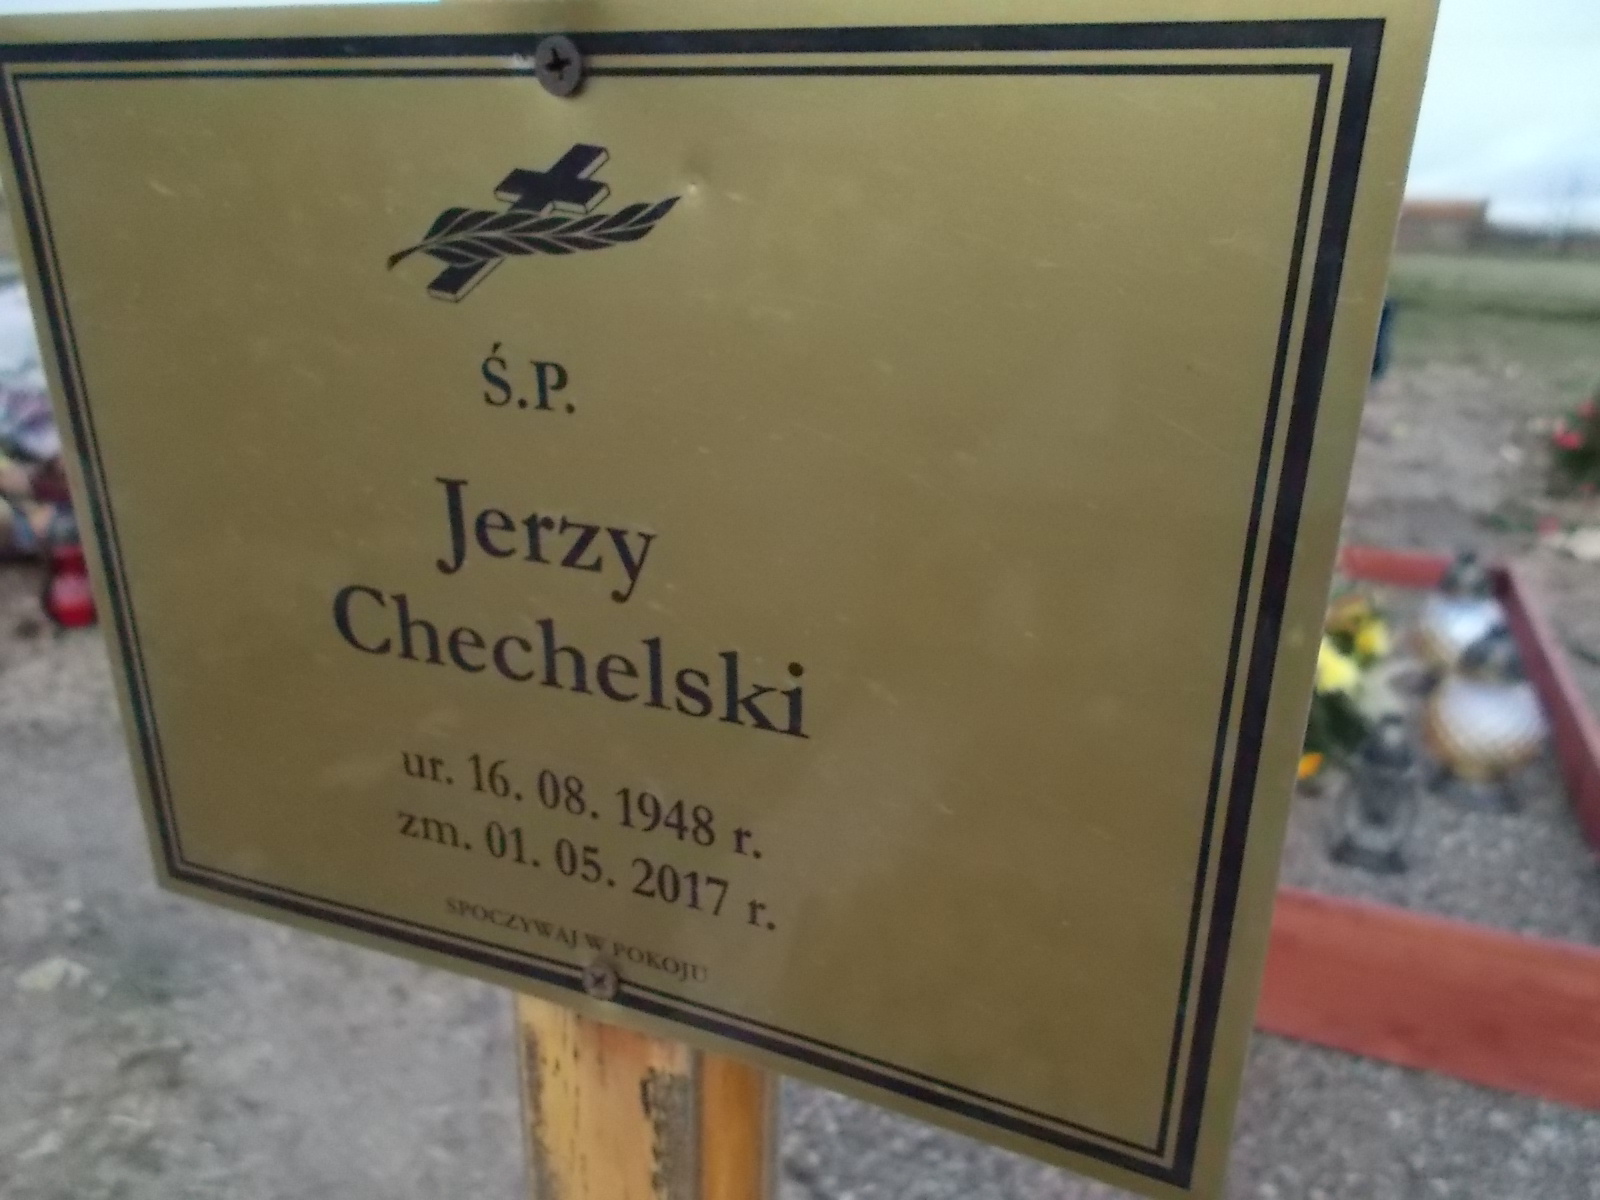 Ś.P.
Jerzy
Chechelski
ur. 16. 08. 1948 r.
zm. 01. 05. 2017 r.
SPOCZYWAJ W POKOJU